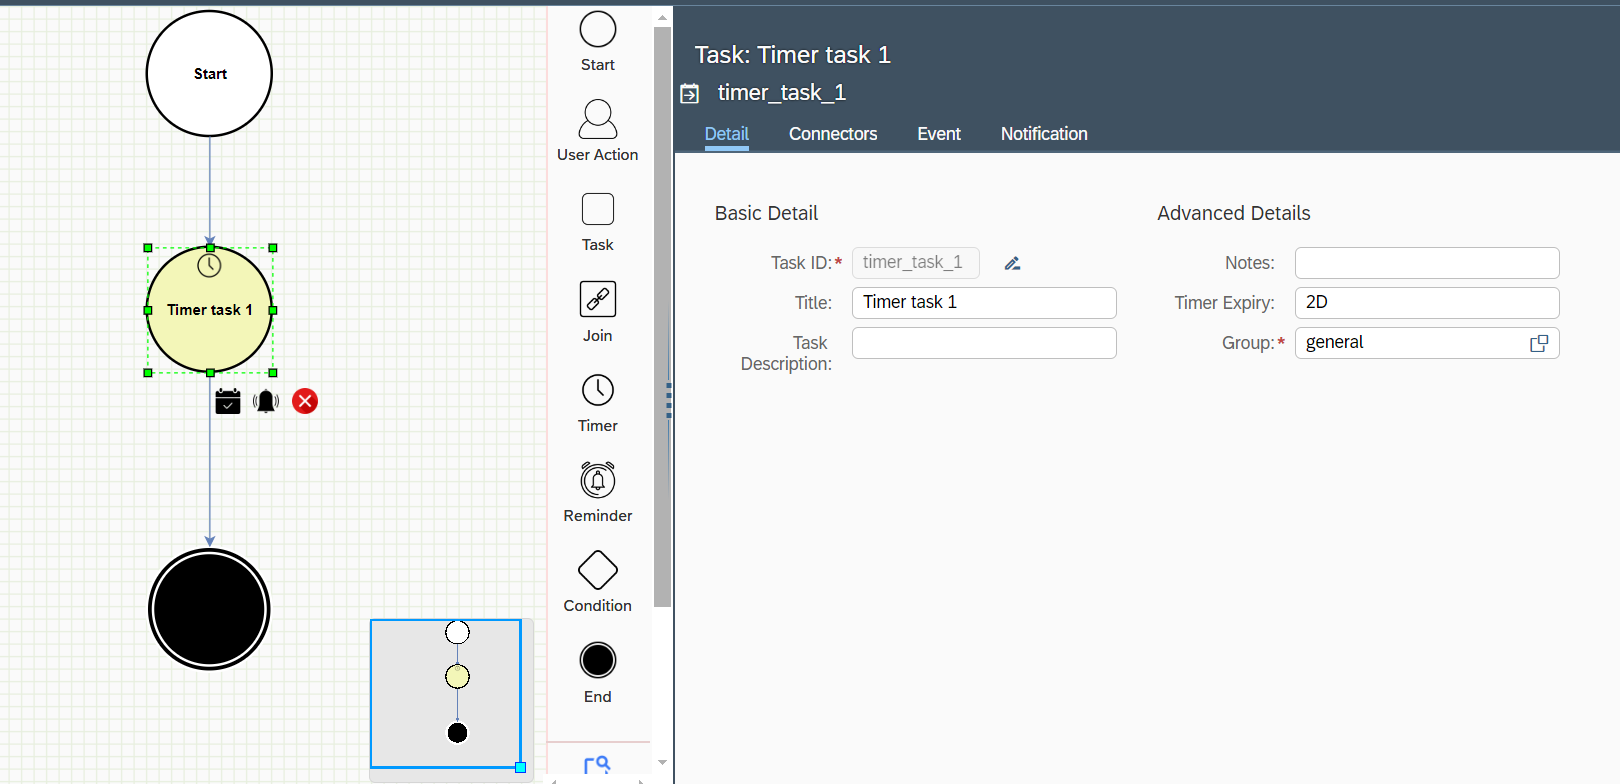 Start
Timer task 1
Start
User Action
Task
Join
Timer
Reminder
Condition
End
Task: Timer task 1
timer_task_1
Detail Connectors Event Notification
Basic Detail
Task ID:* timer_task_1
Title: Timer task 1
Task
Description:
Advanced Details
Notes:
Timer Expiry: 2D
Group:* general